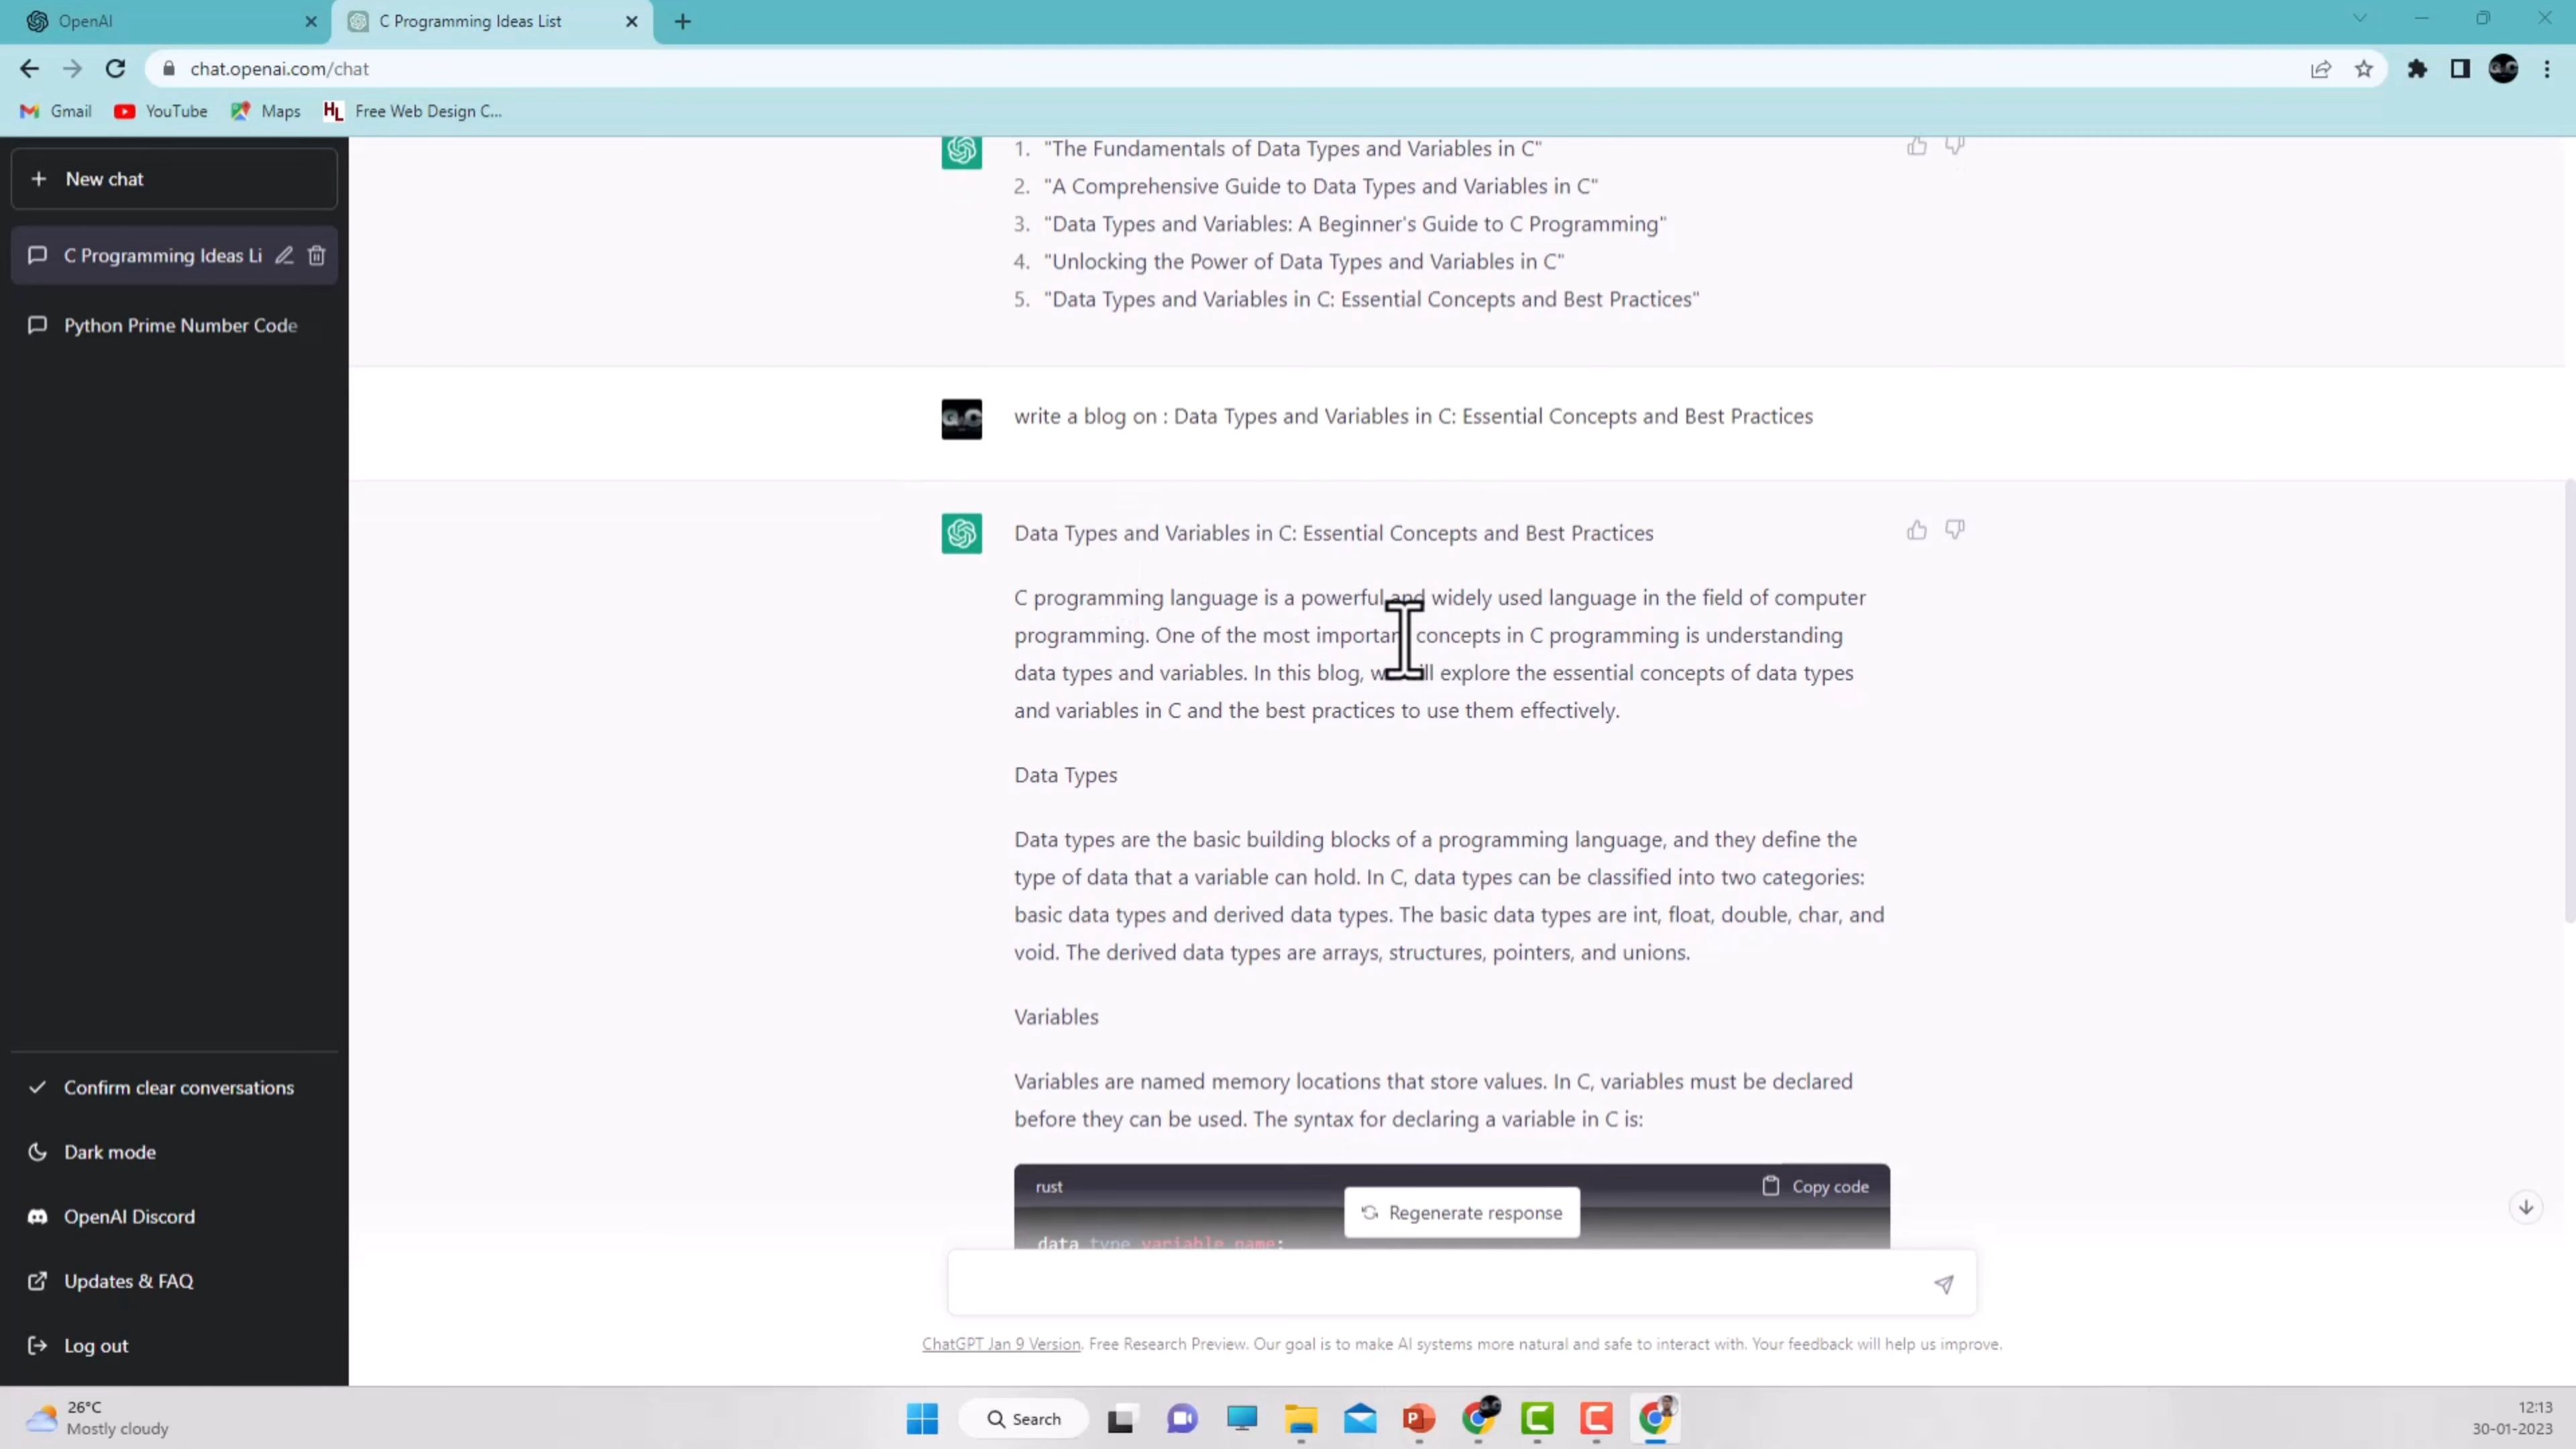 OpenAI
C Programming Ideas List
chat.openai.com/chat
Gmail
YouTube
Maps
HL
Free Web Design C...
New chat
C Programming Ideas Li
Python Prime Number Code
Confirm clear conversations
Dark mode
OpenAI Discord
Updates & FAQ
Log out
1. "The Fundamentals of Data Types and Variables in C"
2. "A Comprehensive Guide to Data Types and Variables in C"
3. "Data Types and Variables: A Beginner's Guide to C Programming"
4. "Unlocking the Power of Data Types and Variables in C"
5. "Data Types and Variables in C: Essential Concepts and Best Practices"
write a blog on : Data Types and Variables in C: Essential Concepts and Best Practices
Data Types and Variables in C: Essential Concepts and Best Practices
C programming language is a powerful and widely used language in the field of computer
programming. One of the most important concepts in C programming is understanding
data types and variables. In this blog, we will explore the essential concepts of data types
and variables in C and the best practices to use them effectively.
Data Types
Data types are the basic building blocks of a programming language, and they define the
type of data that a variable can hold. In C, data types can be classified into two categories:
basic data types and derived data types. The basic data types are int, float, double, char, and
void. The derived data types are arrays, structures, pointers, and unions.
Variables
Variables are named memory locations that store values. In C, variables must be declared
before they can be used. The syntax for declaring a variable in C is:
rust
Copy code
Regenerate response
data_type variable_name;
ChatGPT Jan 9 Version. Free Research Preview. Our goal is to make AI systems more natural and safe to interact with. Your feedback will help us improve.
26°C
Mostly cloudy
Search
12:13
30-01-2023